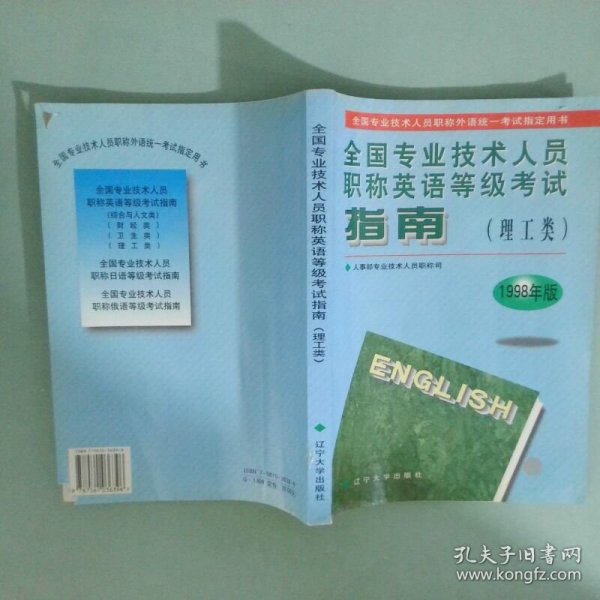 全国专业技术人员职称外语统一考试指定用书
全国专业技术人员
职称英语等级考试
指南
(理工类)
人事部专业技术人员职称司
1998年版
ENGLISH
辽宁大学出版社
全国专业技术人员职称英语等级考试指南(理工类)
辽宁大学出版社
全国专业技术人员职称外语统一考试指定用书
全国专业技术人员
职称英语等级考试指南
(综合与人文类)
(财经类)
(卫生类)
(理工类)
全国专业技术人员
职称日语等级考试指南
全国专业技术人员
职称俄语等级考试指南
孔夫子旧书网
www.kongfz.com